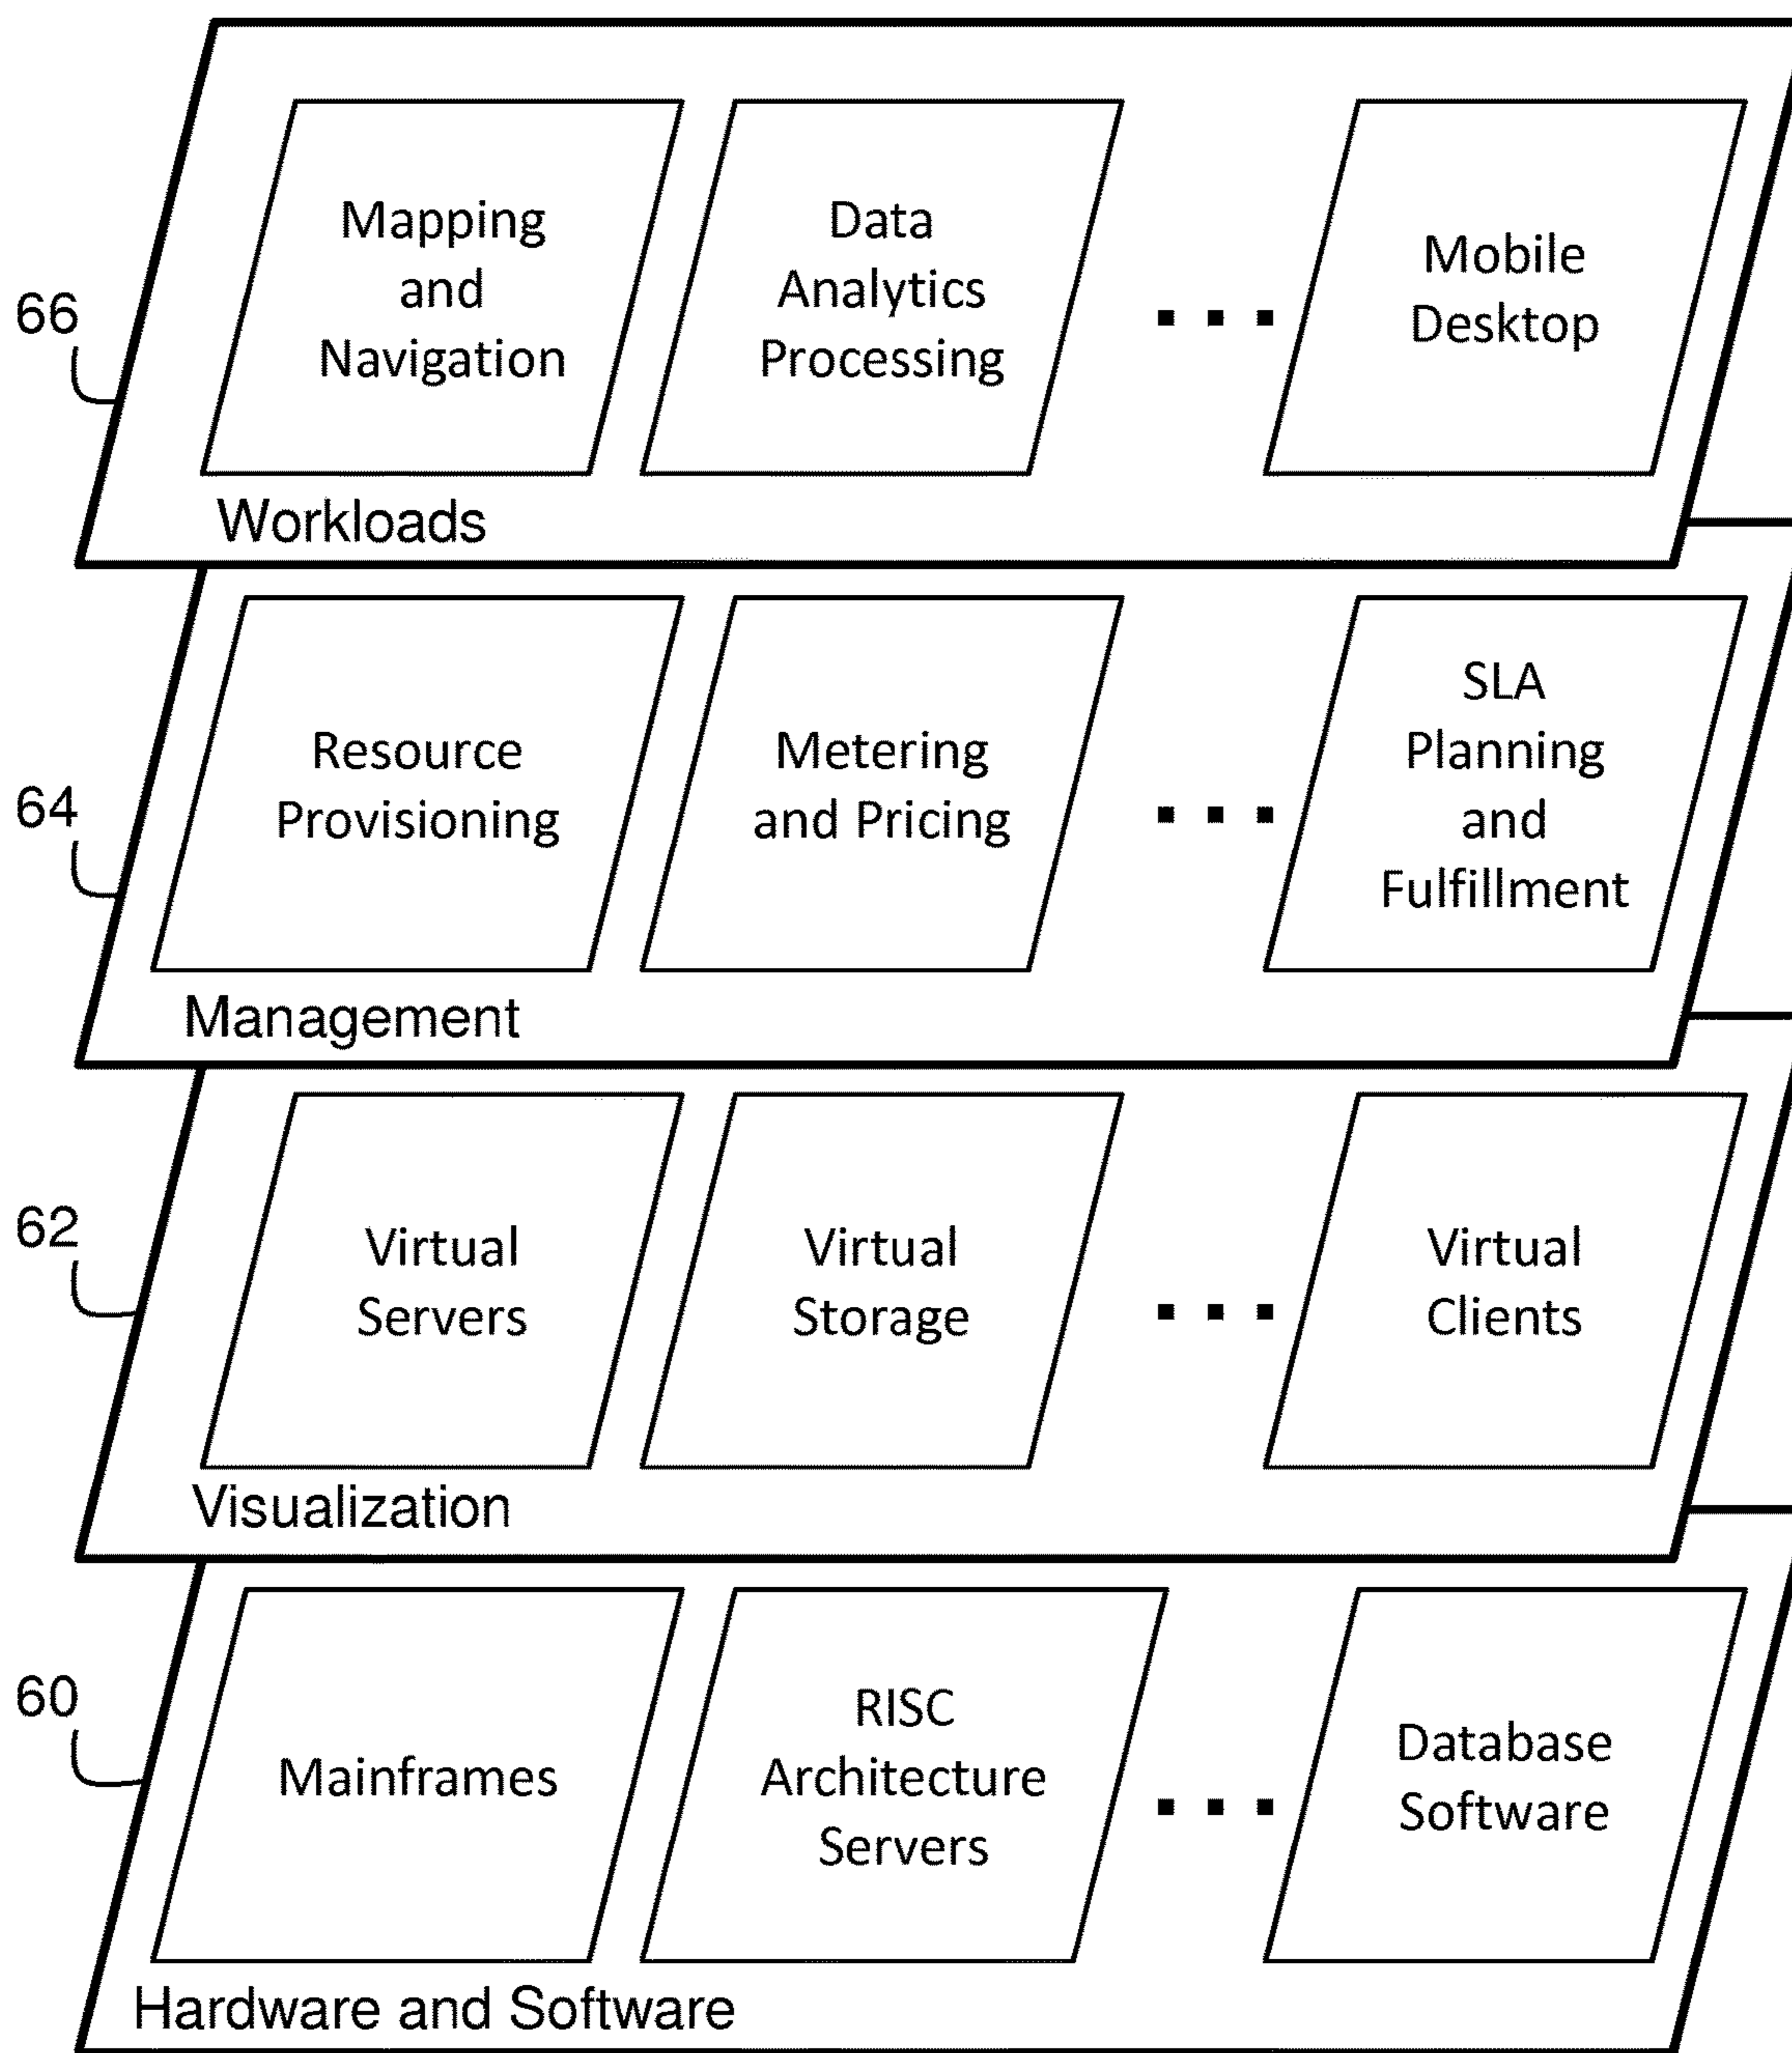 66
Mapping
and
Navigation
Data
Analytics
Processing
Mobile
Desktop
Workloads
64
Resource
Provisioning
Metering
and Pricing
SLA
Planning
and
Fulfillment
Management
62
Virtual
Servers
Virtual
Storage
Virtual
Clients
Visualization
60
Mainframes
RISC
Architecture
Servers
Database
Software
Hardware and Software